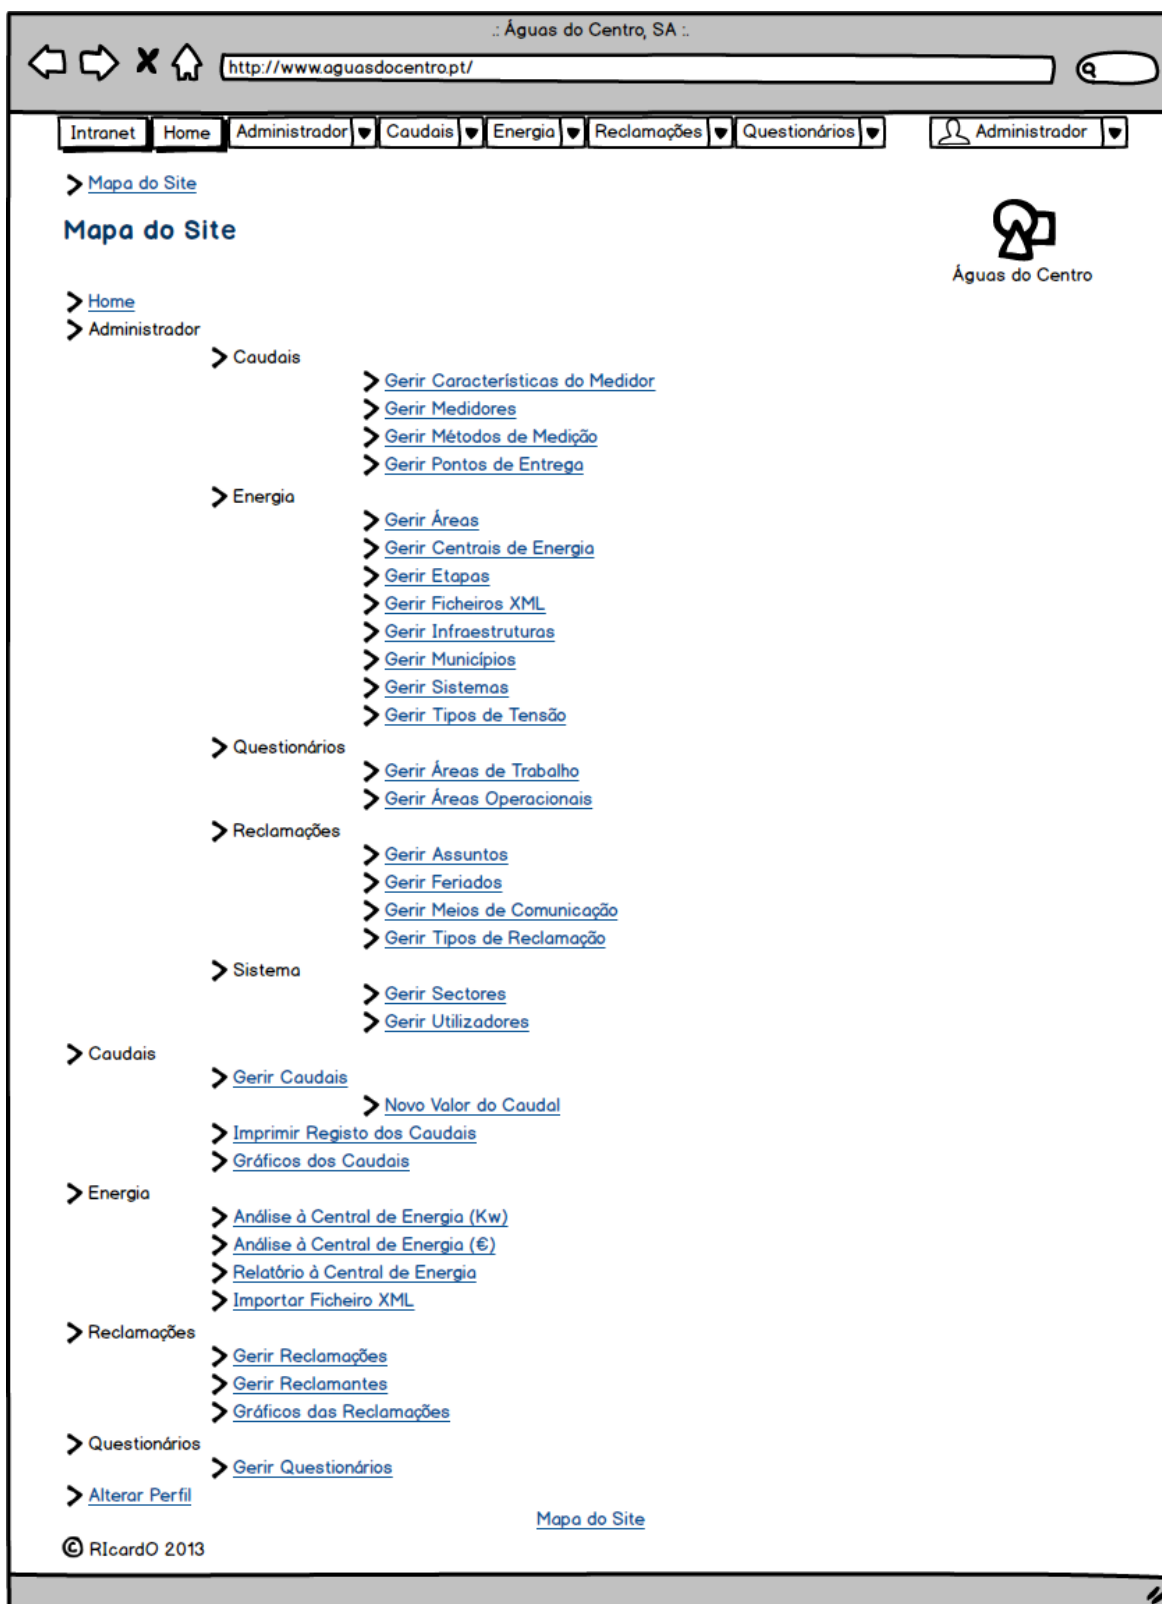 .: Águas do Centro, SA :.
http://www.aguasdocentro.pt/
Intranet Home Administrador Caudais Energia Reclamações Questionários Administrador
Mapa do Site
Mapa do Site
Águas do Centro
Home
Administrador
Caudais
Gerir Características do Medidor
Gerir Medidores
Gerir Métodos de Medição
Gerir Pontos de Entrega
Energia
Gerir Áreas
Gerir Centrais de Energia
Gerir Etapas
Gerir Ficheiros XML
Gerir Infraestruturas
Gerir Municípios
Gerir Sistemas
Gerir Tipos de Tensão
Questionários
Gerir Áreas de Trabalho
Gerir Áreas Operacionais
Reclamações
Gerir Assuntos
Gerir Feriados
Gerir Meios de Comunicação
Gerir Tipos de Reclamação
Sistema
Gerir Sectores
Gerir Utilizadores
Caudais
Gerir Caudais
Novo Valor do Caudal
Imprimir Registo dos Caudais
Gráficos dos Caudais
Energia
Análise à Central de Energia (Kw)
Análise à Central de Energia (€)
Relatório à Central de Energia
Importar Ficheiro XML
Reclamações
Gerir Reclamações
Gerir Reclamantes
Gráficos das Reclamações
Questionários
Gerir Questionários
Alterar Perfil
Mapa do Site
© RIcardO 2013